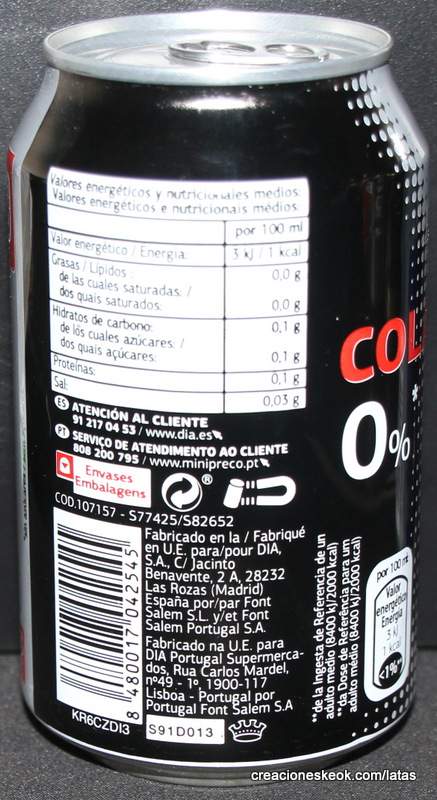 Valores energéticos y nutricionales medios:
Valores energéticos e nutricionais médios:
por 100 ml
Valor energético / Energia: 3 kJ / 1 kcal
Grasas / Lípidos : 0,0 g
de las cuales saturadas: /
dos quais saturados: 0,0 g
Hidratos de carbono: 0,1 g
de los cuales azúcares: /
dos quais açúcares: 0,1 g
Proteínas: 0,1 g
Sal: 0,03 g
ES ATENCIÓN AL CLIENTE
91 217 04 53 / www.dia.es
PT SERVIÇO DE ATENDIMENTO AO CLIENTE
808 200 795 / www.minipreco.pt
Envases
Embalagens
®
COD.107157 - S77425/S82652
Fabricado en la / Fabriqué
en U.E. para/pour DIA,
S.A., C/ Jacinto
Benavente, 2 A, 28232
Las Rozas (Madrid)
España por/par Font
Salem S.L. y/et Font
Salem Portugal S.A.
Fabricado na U.E. para
DIA Portugal Supermerca-
dos. Rua Carlos Mardel,
nº49 - 1º 1900-117
Lisboa - Portugal por
Portugal Font Salem S.A
8 480017 042545
KR6CZDI3
S91D013
COL
0%
*
**de la Ingesta de Referencia de un
adulto medio (8400 kJ/2000 kcal)
**da Dose de Referência para um
adulto médio (8400 kJ/2000 kcal)
por 100 ml
Valor
energético
Energia
3 kJ
1 kcal
<1%**
creacioneskeok.com/latas